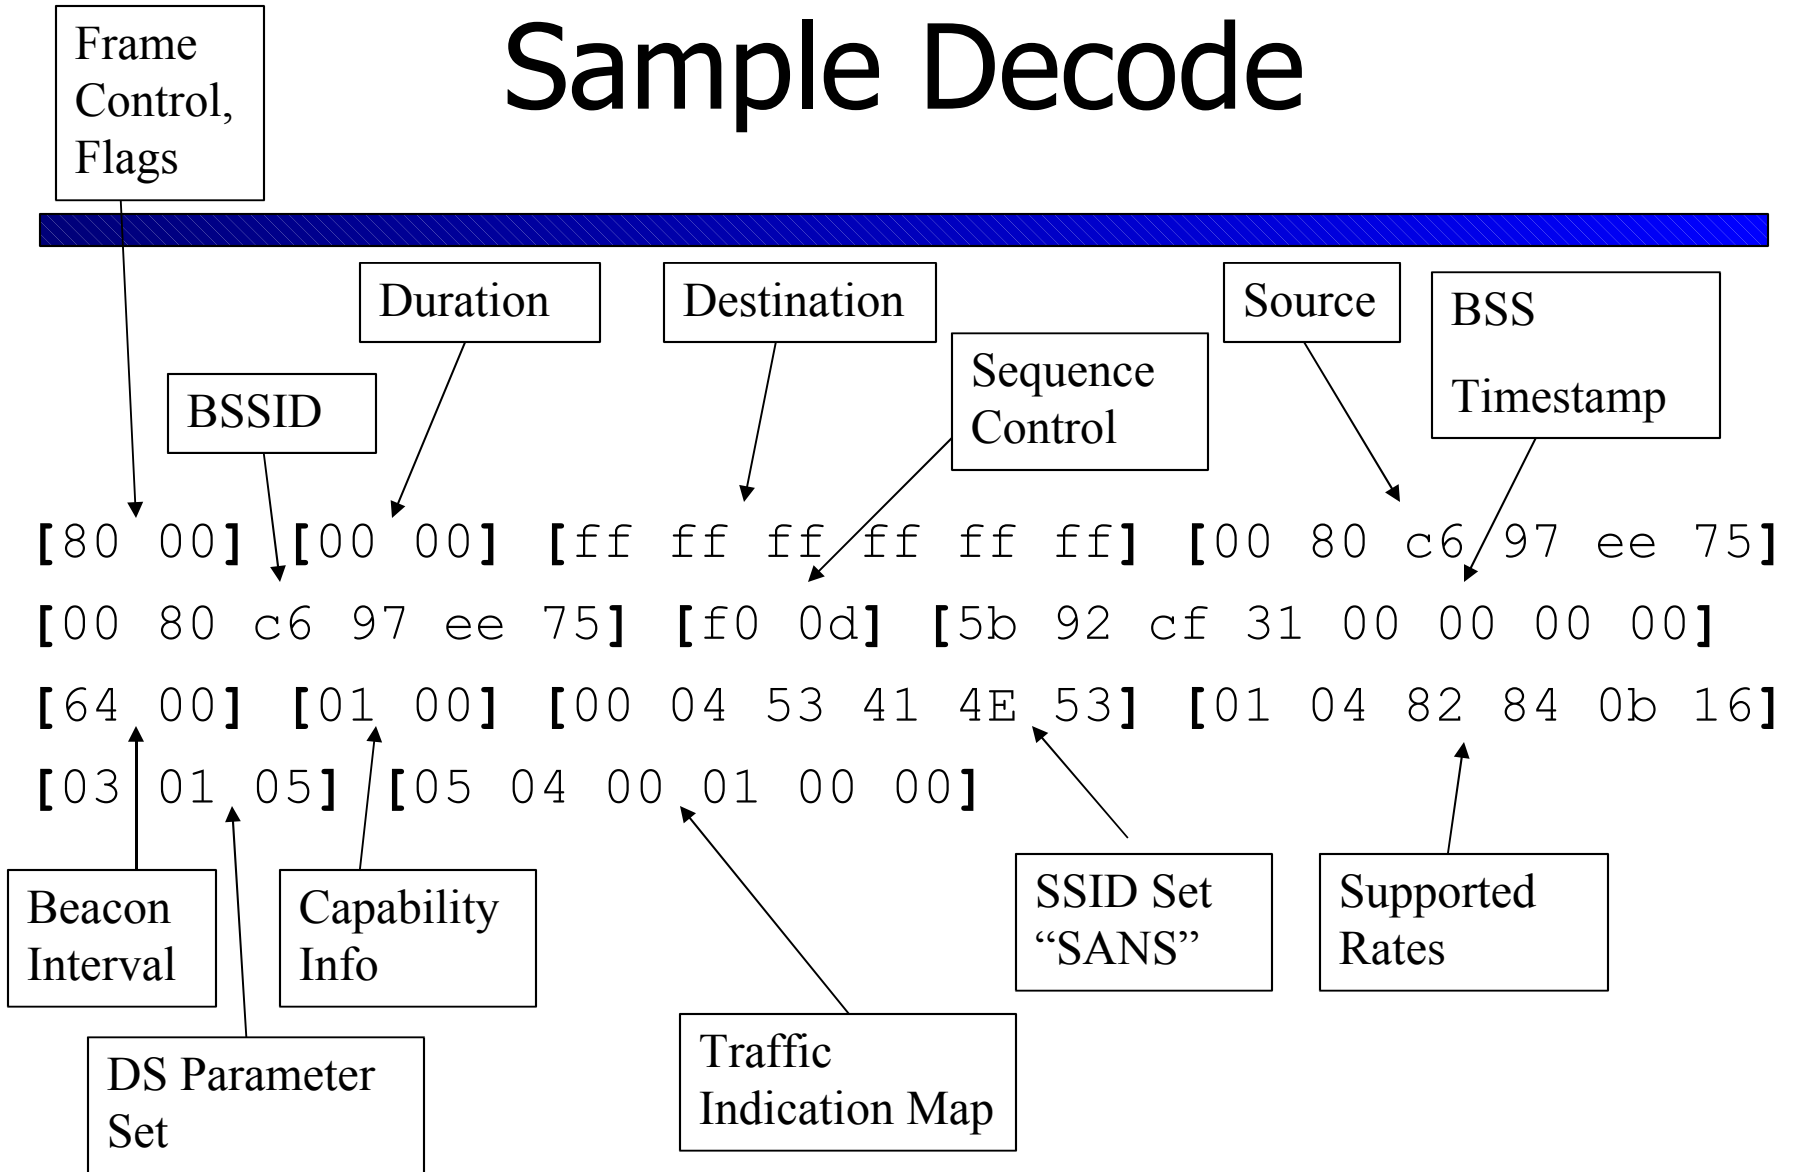 Sample Decode
Frame
Control,
Flags
Duration
Destination
Source
BSS
Timestamp
Sequence
Control
BSSID
[80 00] [00 00] [ff ff ff ff ff ff] [00 80 c6 97 ee 75]
[00 80 c6 97 ee 75] [f0 0d] [5b 92 cf 31 00 00 00 00]
[64 00] [01 00] [00 04 53 41 4E 53] [01 04 82 84 0b 16]
[03 01 05] [05 04 00 01 00 00]
Beacon
Interval
Capability
Info
SSID Set
“SANS”
Supported
Rates
DS Parameter
Set
Traffic
Indication Map